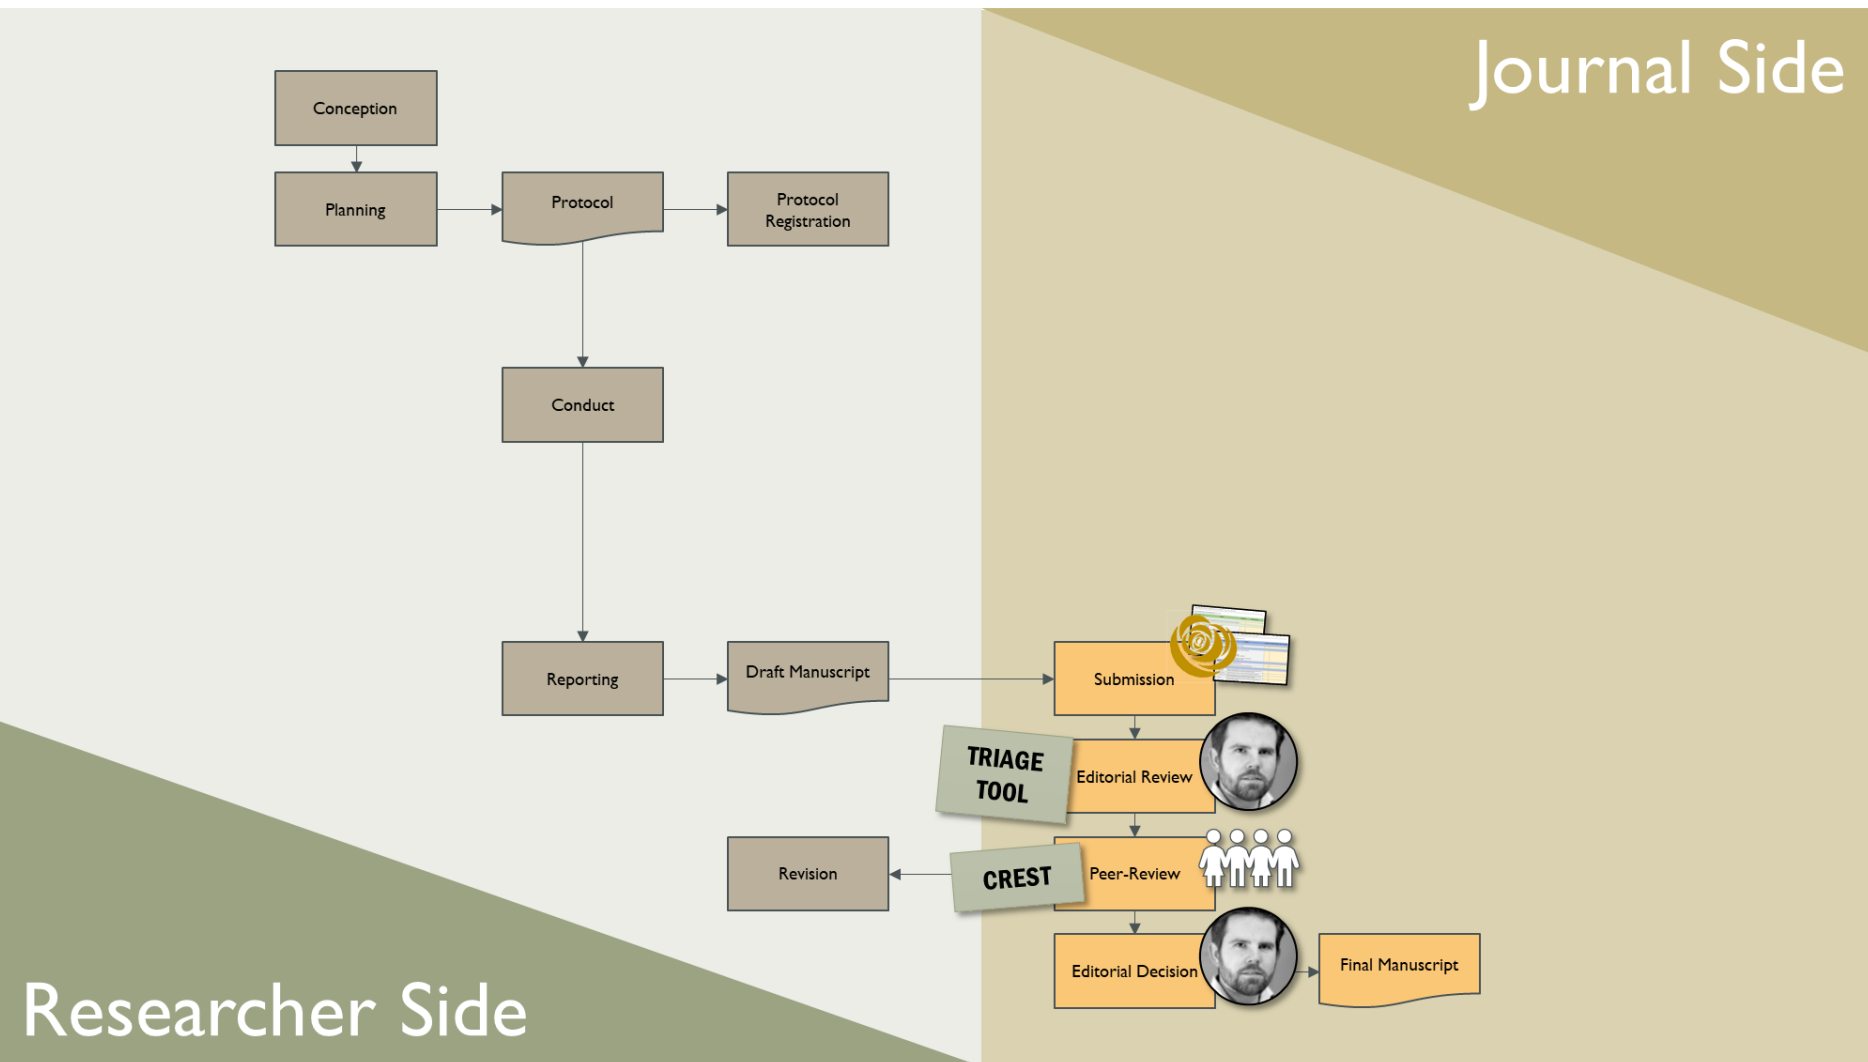 Journal Side
Conception
Planning
Protocol
Protocol
Registration
Conduct
Reporting
Draft Manuscript
Submission
TRIAGE
TOOL
Editorial Review
Revision
CREST
Peer-Review
Editorial Decision
Final Manuscript
Researcher Side